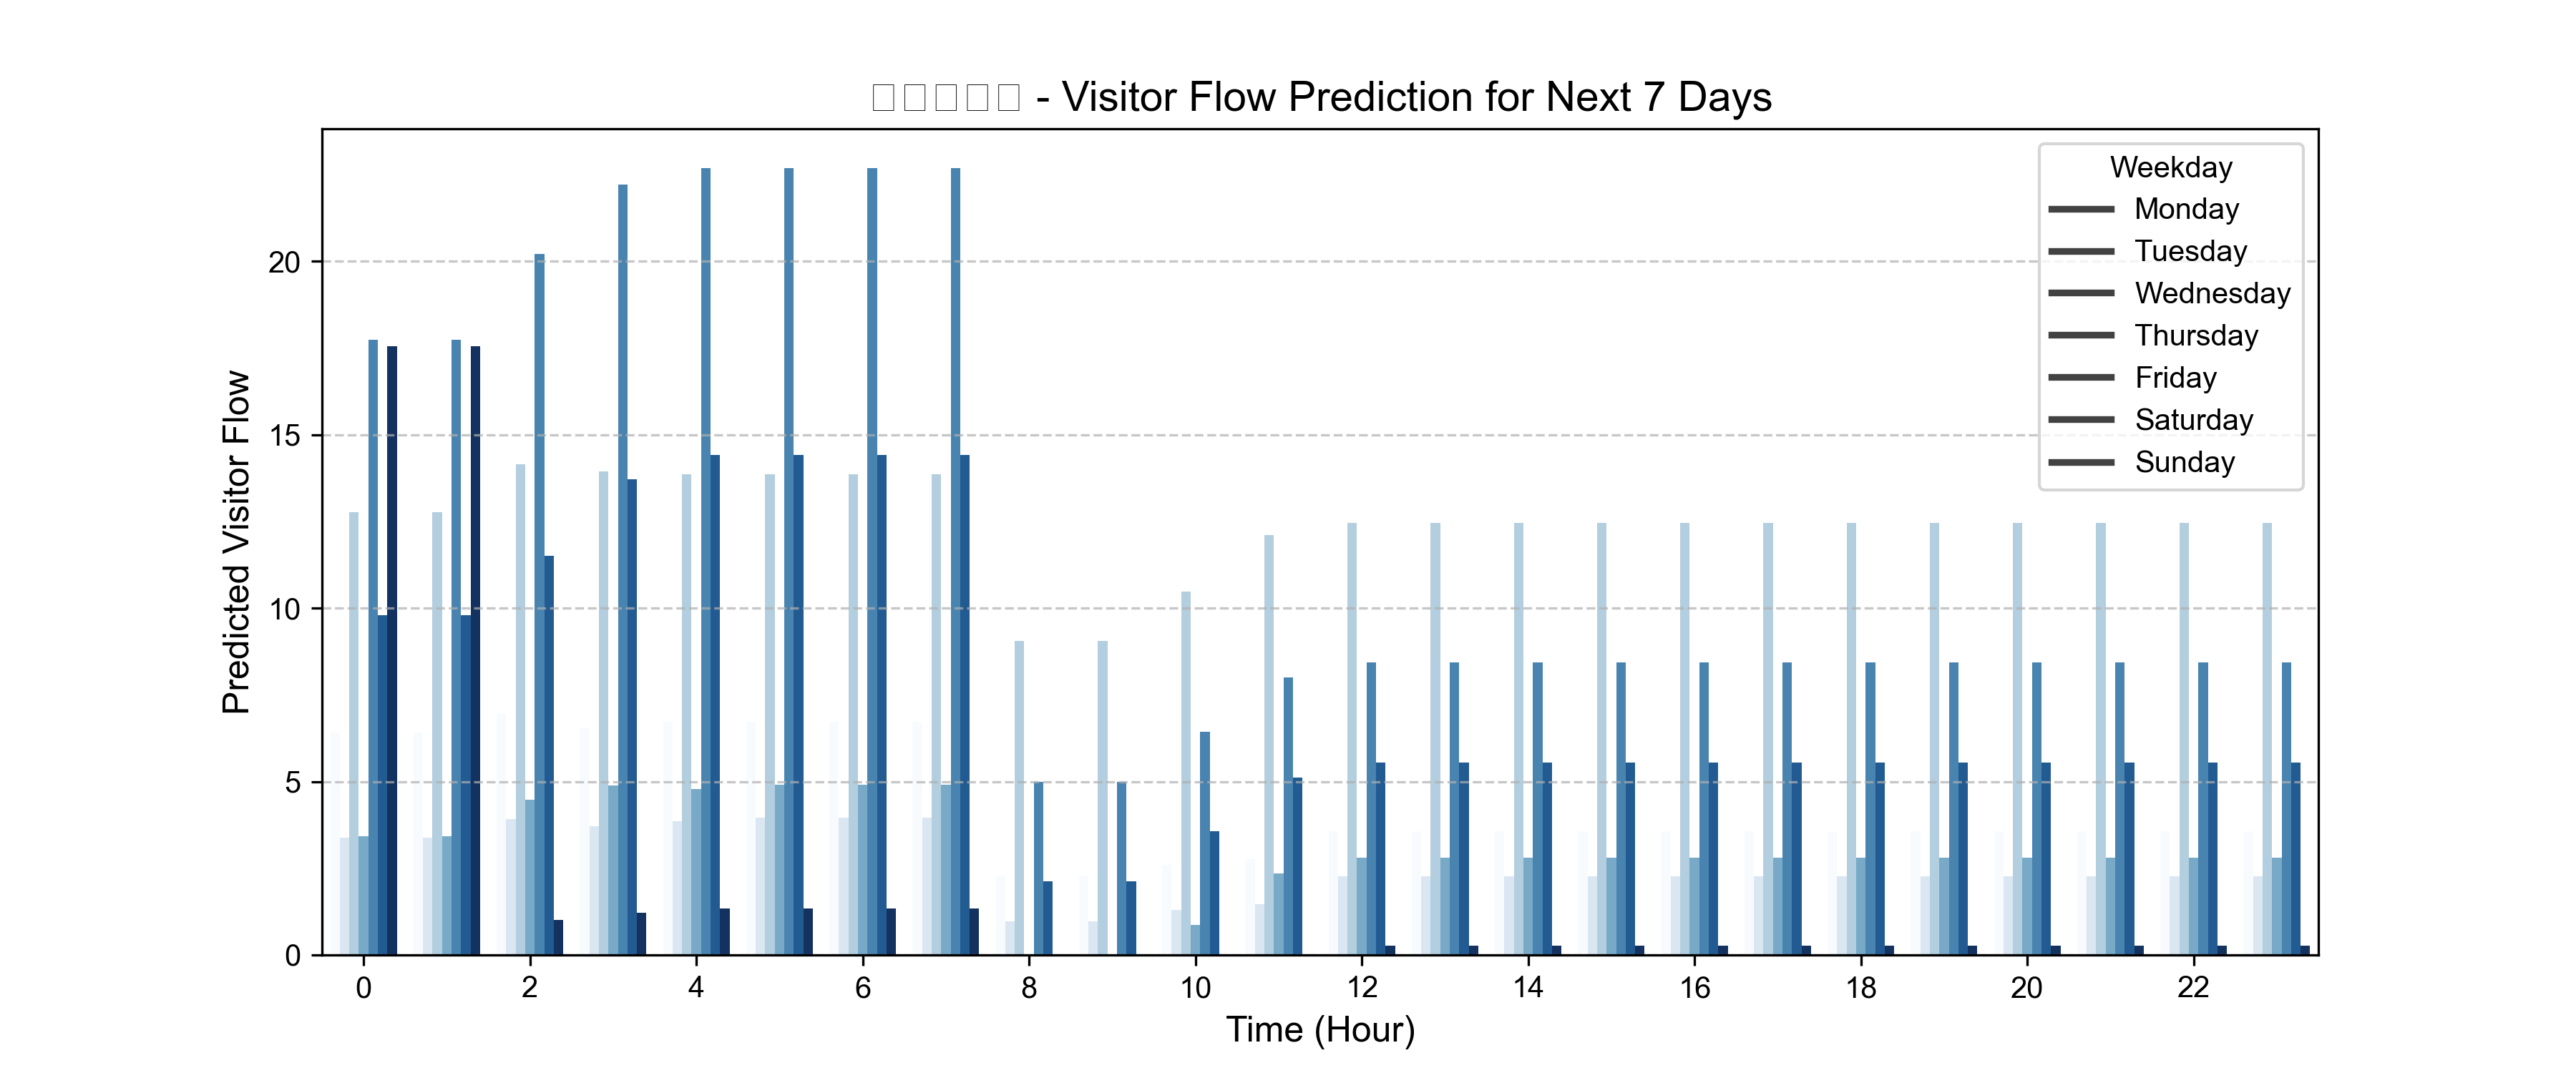 - Visitor Flow Prediction for Next 7 Days
Predicted Visitor Flow
20
15
10
5
0
Weekday
Monday
Tuesday
Wednesday
Thursday
Friday
Saturday
Sunday
0 2 4 6 8 10 12 14 16 18 20 22
Time (Hour)